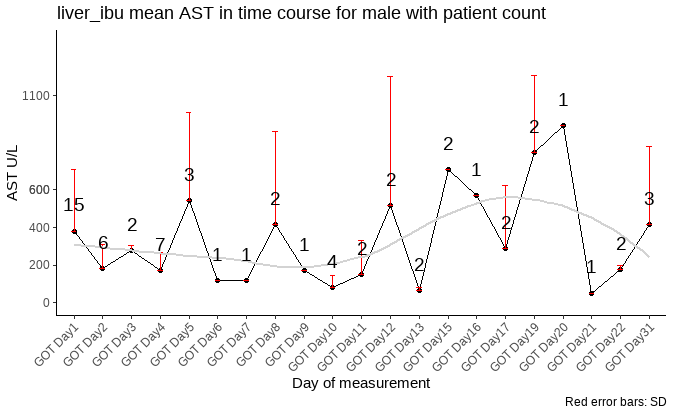 liver_ibu mean AST in time course for male with patient count
AST U/L
1100
600
400
200
0
15
6
2
7
3
1
1
2
1
4
2
2
2
2
1
2
2
1
1
2
3
GOT Day1
GOT Day2
GOT Day3
GOT Day4
GOT Day5
GOT Day6
GOT Day7
GOT Day8
GOT Day9
GOT Day10
GOT Day11
GOT Day12
GOT Day13
GOT Day15
GOT Day16
GOT Day17
GOT Day19
GOT Day20
GOT Day21
GOT Day22
GOT Day31
Day of measurement
Red error bars: SD